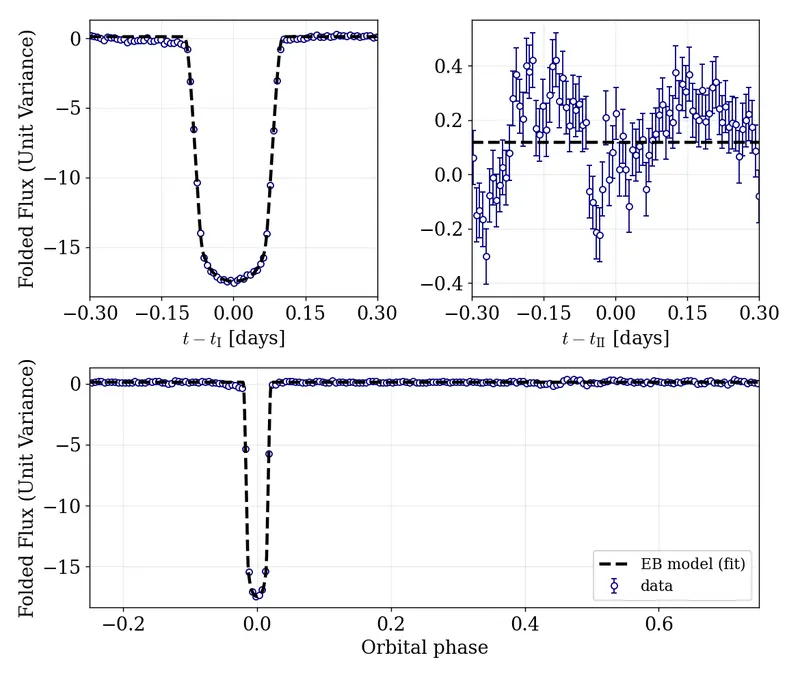 Folded Flux (Unit Variance)
0
−5
−10
−15
−0.30 −0.15 0.00 0.15 0.30
t − tI [days]
0.4
0.2
0.0
−0.2
−0.4
−0.30 −0.15 0.00 0.15 0.30
t − tII [days]
Folded Flux (Unit Variance)
0
−5
−10
−15
−0.2 0.0 0.2 0.4 0.6
Orbital phase
EB model (fit)
data